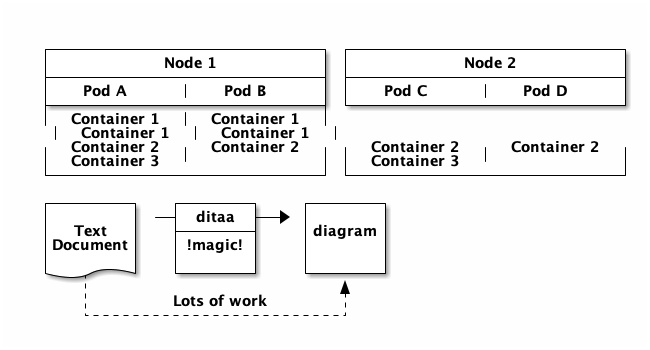 Node 1 Node 2
Pod A Pod B Pod C Pod D
Container 1 Container 1
Container 1 Container 1
Container 2 Container 2 Container 2 Container 2
Container 3 Container 3
Text
Document
ditaa
!magic!
diagram
Lots of work